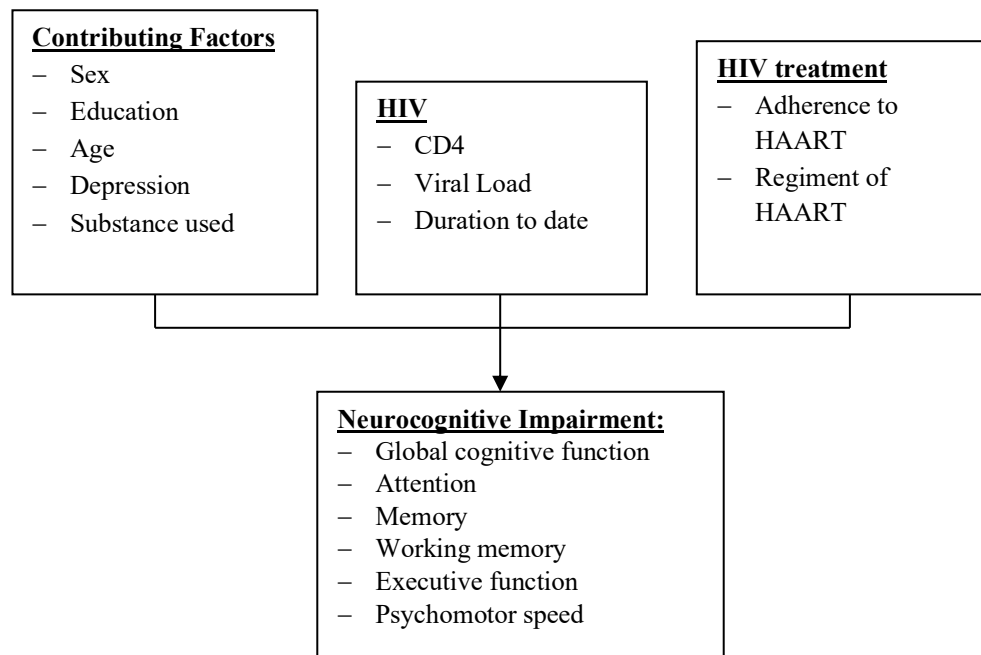 Contributing Factors
– Sex
– Education
– Age
– Depression
– Substance used
HIV
– CD4
– Viral Load
– Duration to date
HIV treatment
– Adherence to
HAART
– Regiment of
HAART
Neurocognitive Impairment:
– Global cognitive function
– Attention
– Memory
– Working memory
– Executive function
– Psychomotor speed